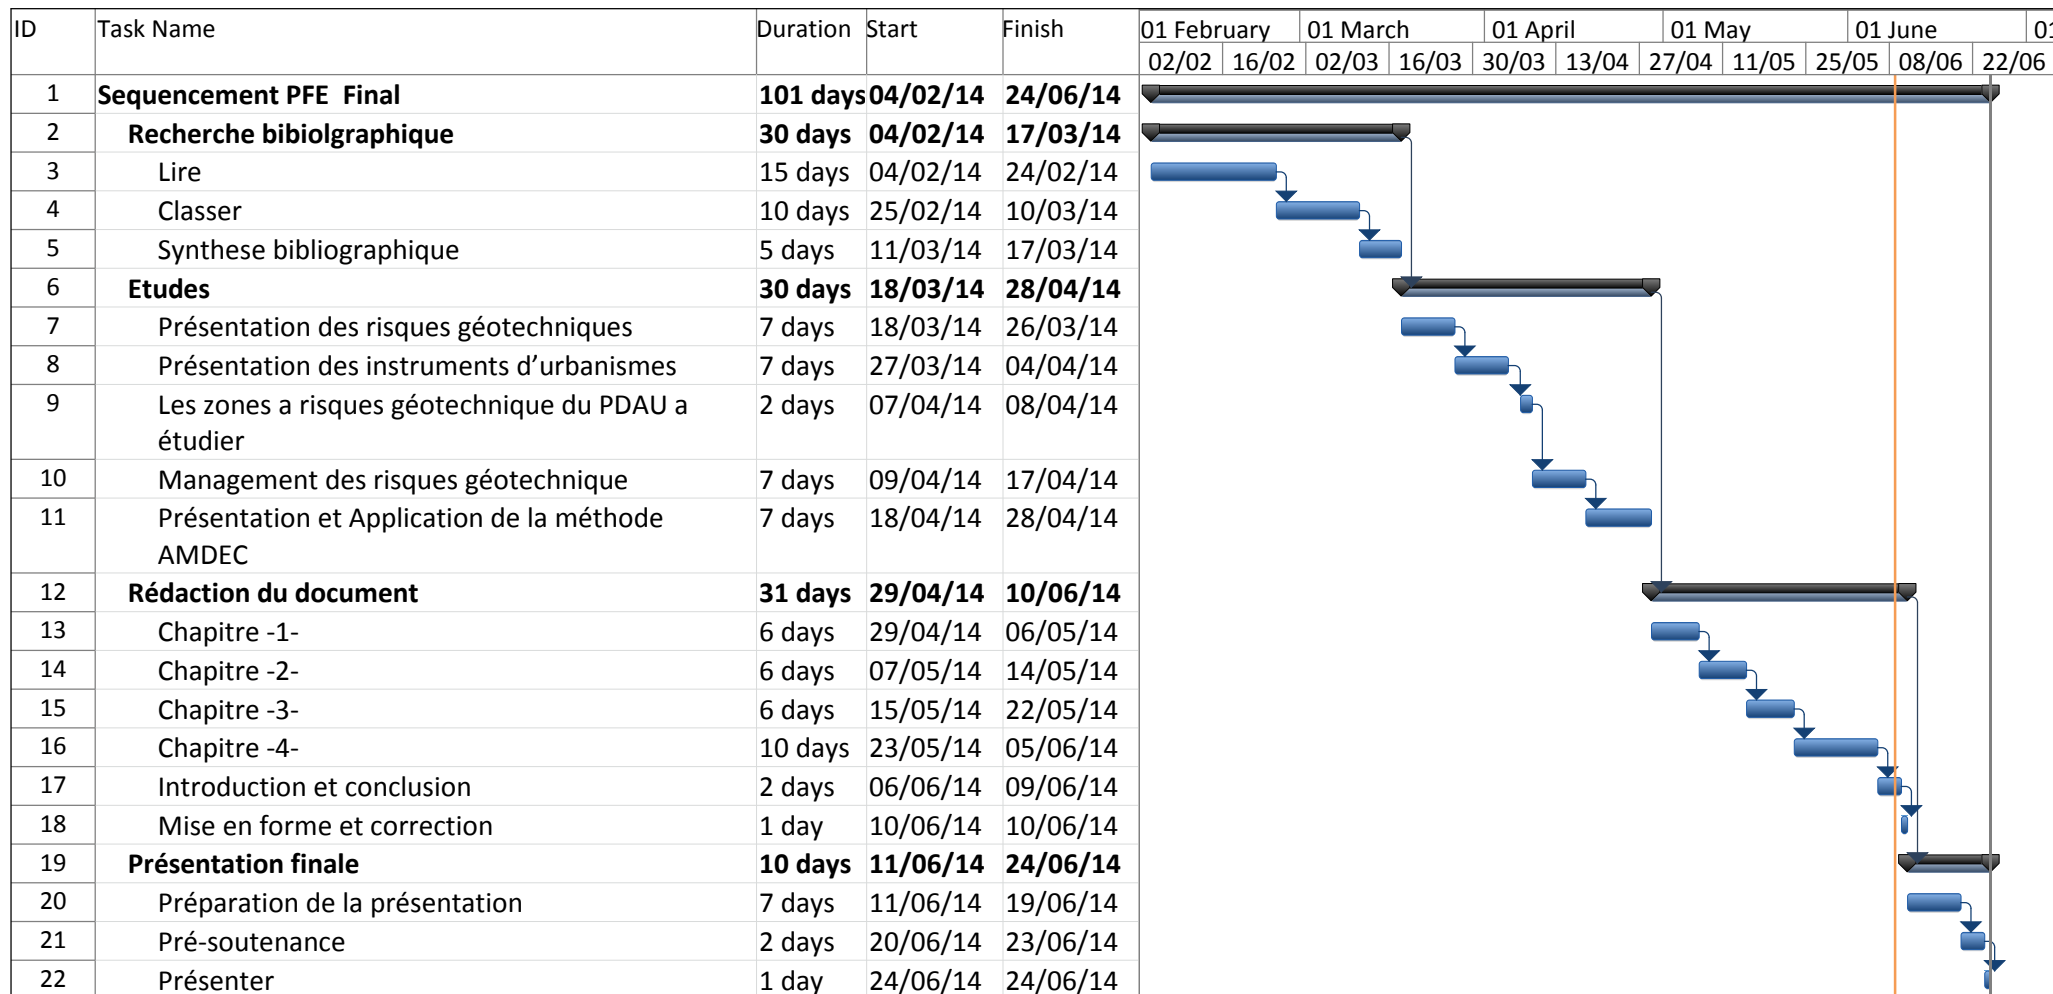 ID Task Name Duration Start Finish 01 February 01 March 01 April 01 May 01 June 01
02/02 16/02 02/03 16/03 30/03 13/04 27/04 11/05 25/05 08/06 22/06
1 Sequencement PFE Final 101 days 04/02/14 24/06/14
2 Recherche bibiolgraphique 30 days 04/02/14 17/03/14
3 Lire 15 days 04/02/14 24/02/14
4 Classer 10 days 25/02/14 10/03/14
5 Synthese bibliographique 5 days 11/03/14 17/03/14
6 Etudes 30 days 18/03/14 28/04/14
7 Présentation des risques géotechniques 7 days 18/03/14 26/03/14
8 Présentation des instruments d’urbanismes 7 days 27/03/14 04/04/14
9 Les zones a risques géotechnique du PDAU a 2 days 07/04/14 08/04/14
étudier
10 Management des risques géotechnique 7 days 09/04/14 17/04/14
11 Présentation et Application de la méthode 7 days 18/04/14 28/04/14
AMDEC
12 Rédaction du document 31 days 29/04/14 10/06/14
13 Chapitre -1- 6 days 29/04/14 06/05/14
14 Chapitre -2- 6 days 07/05/14 14/05/14
15 Chapitre -3- 6 days 15/05/14 22/05/14
16 Chapitre -4- 10 days 23/05/14 05/06/14
17 Introduction et conclusion 2 days 06/06/14 09/06/14
18 Mise en forme et correction 1 day 10/06/14 10/06/14
19 Présentation finale 10 days 11/06/14 24/06/14
20 Préparation de la présentation 7 days 11/06/14 19/06/14
21 Pré-soutenance 2 days 20/06/14 23/06/14
22 Présenter 1 day 24/06/14 24/06/14